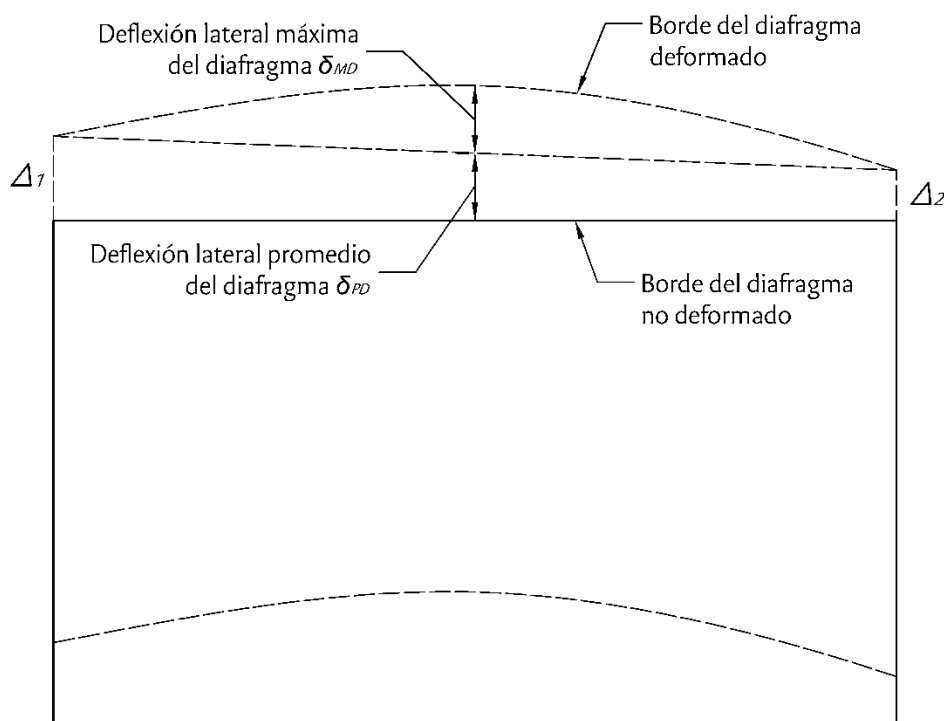 Deflexión lateral máxima
del diafragma δMD
Borde del diafragma
deformado
Δ1
Δ2
Deflexión lateral promedio
del diafragma δPD
Borde del diafragma
no deformado